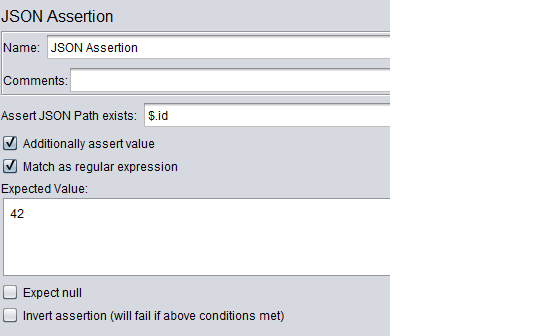 JSON Assertion
Name: JSON Assertion
Comments:
Assert JSON Path exists: $.id
Additionally assert value
Match as regular expression
Expected Value:
42
Expect null
Invert assertion (will fail if above conditions met)